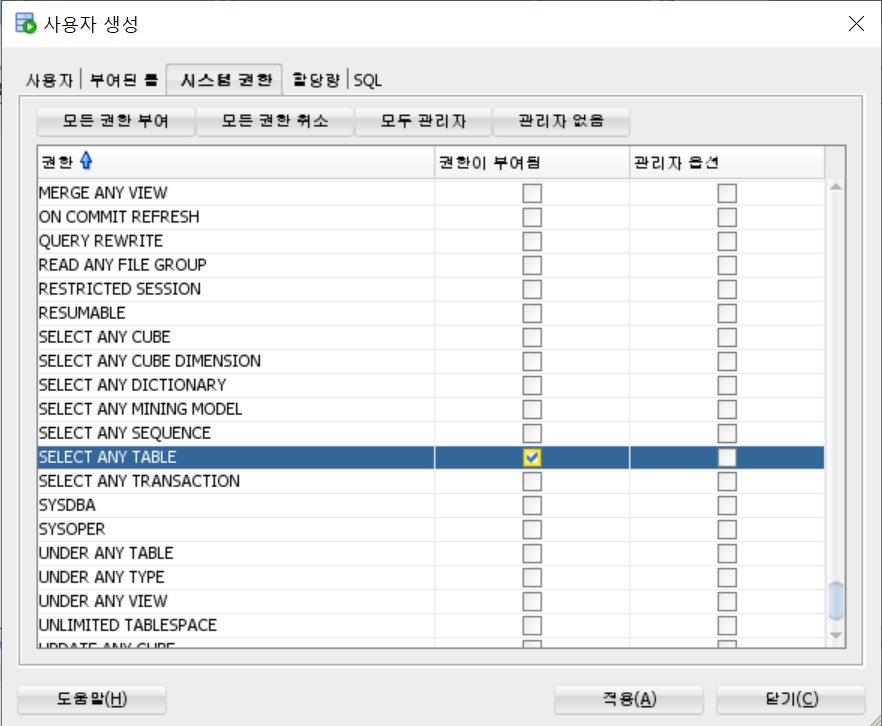 사용자 생성
사용자 부여된 롤 시스템 권한 할당량 SQL
모든 권한 부여 모든 권한 취소 모두 관리자 관리자 없음
권한 권한이 부여됨 관리자 옵션
MERGE ANY VIEW
ON COMMIT REFRESH
QUERY REWRITE
READ ANY FILE GROUP
RESTRICTED SESSION
RESUMABLE
SELECT ANY CUBE
SELECT ANY CUBE DIMENSION
SELECT ANY DICTIONARY
SELECT ANY MINING MODEL
SELECT ANY SEQUENCE
SELECT ANY TABLE
SELECT ANY TRANSACTION
SYSDBA
SYSOPER
UNDER ANY TABLE
UNDER ANY TYPE
UNDER ANY VIEW
UNLIMITED TABLESPACE
UPDATE ANY CUBE
도움말(H) 적용(A) 닫기(C)